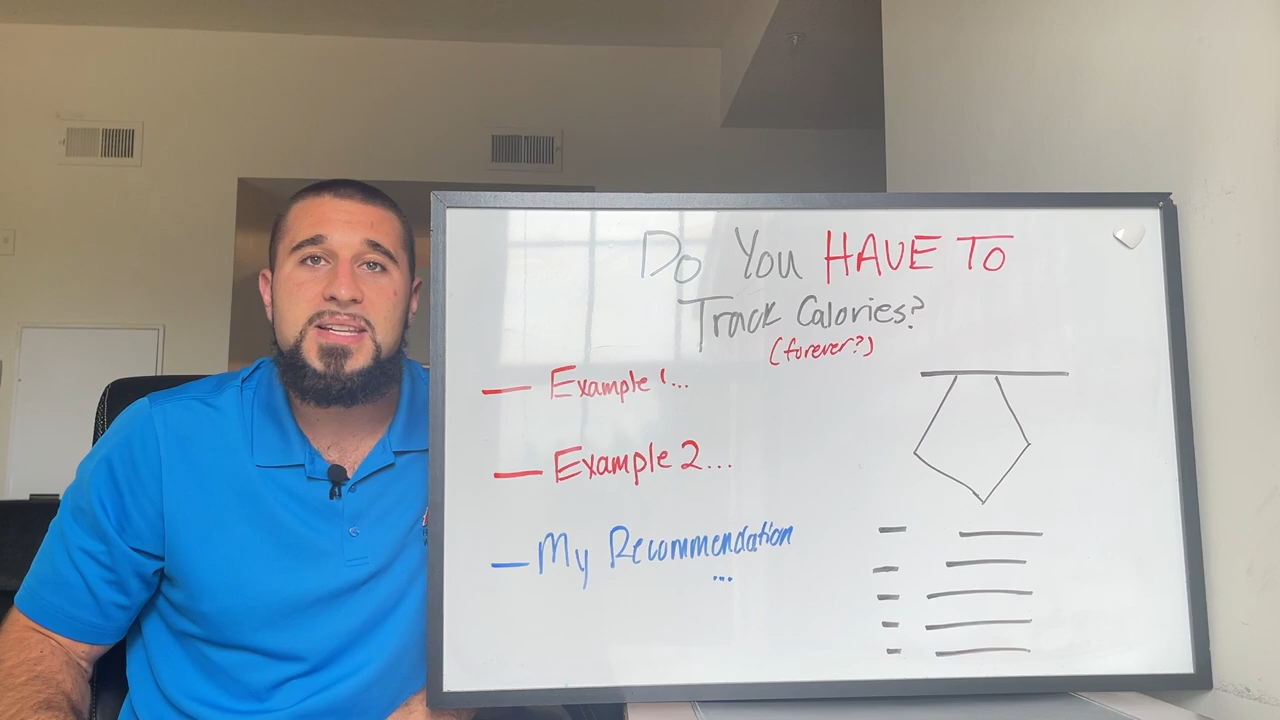 Do You HAVE TO
Track Calories?
(forever?)
— Example 1...
— Example 2...
— My Recommendation
...